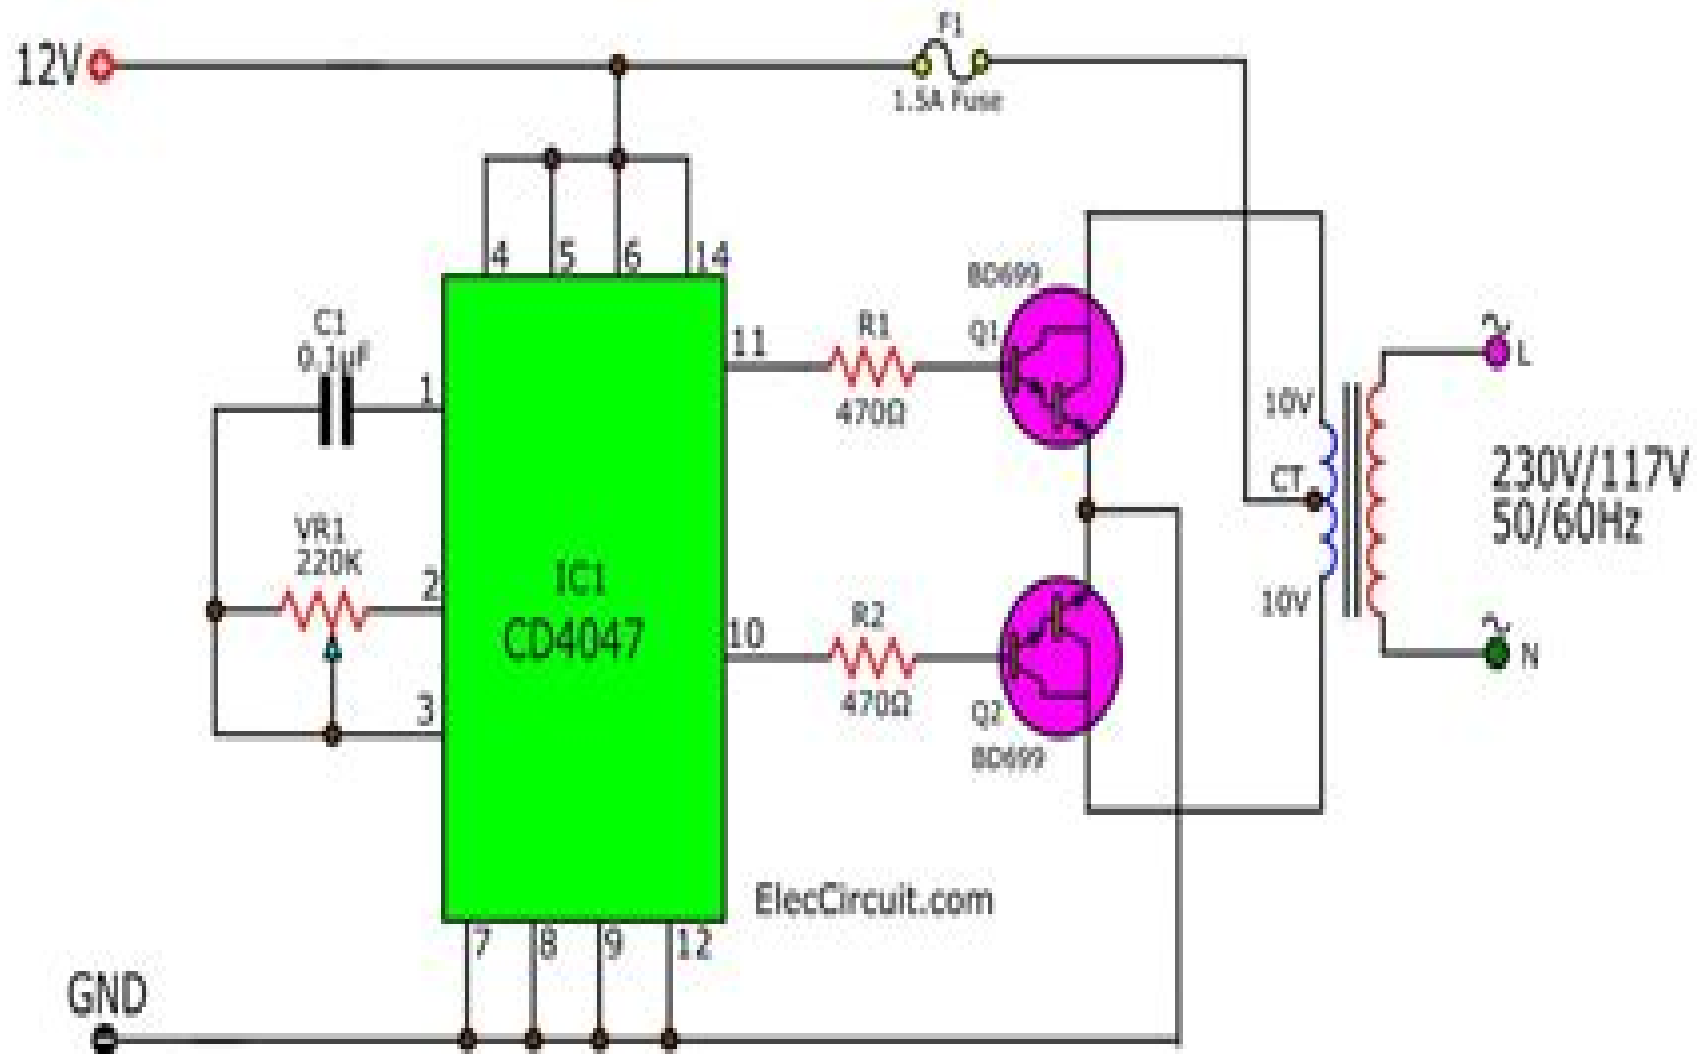 F1
12V
1.5A Fuse
4 5 6 14
BD699
C1
0.1µF
Q1
R1
11
1
470Ω
L
10V
CT
230V/117V
50/60Hz
VR1
220K
2
IC1
CD4047
10V
R2
10
470Ω
N
3
Q2
BD699
ElecCircuit.com
7 8 9 12
GND